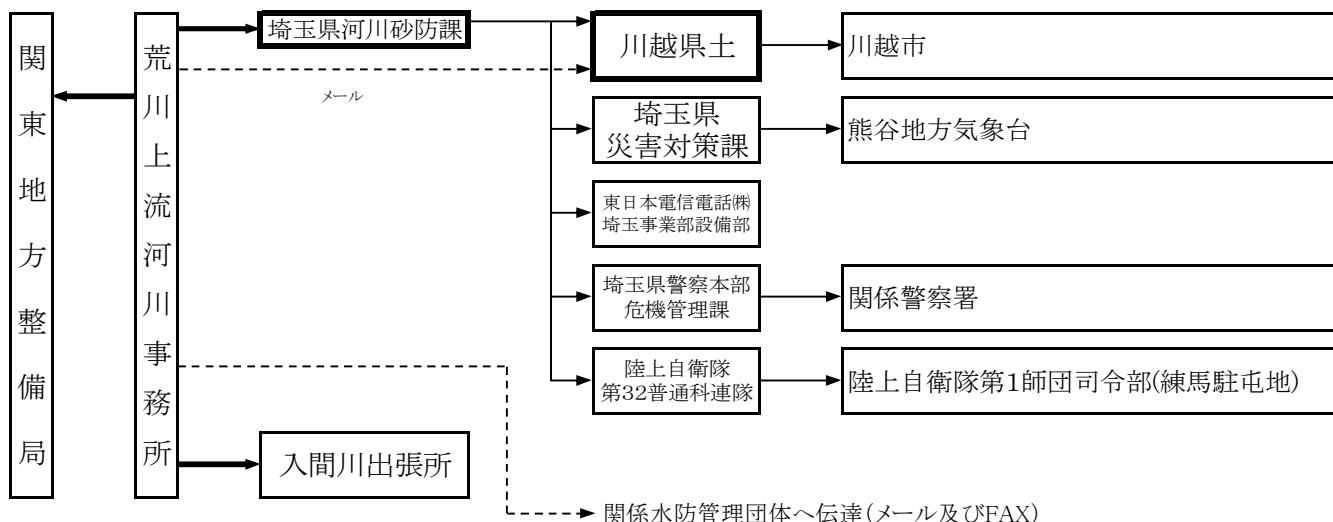 関東地方整備局
荒川上流河川事務所
埼玉県河川砂防課
メール
入間川出張所
川越県土
川越市
埼玉県
災害対策課
熊谷地方気象台
東日本電信電話㈱
埼玉事業部設備部
埼玉県警察本部
危機管理課
関係警察署
陸上自衛隊
第32普通科連隊
陸上自衛隊第1師団司令部(練馬駐屯地)
関係水防管理団体へ伝達(メール及びFAX)